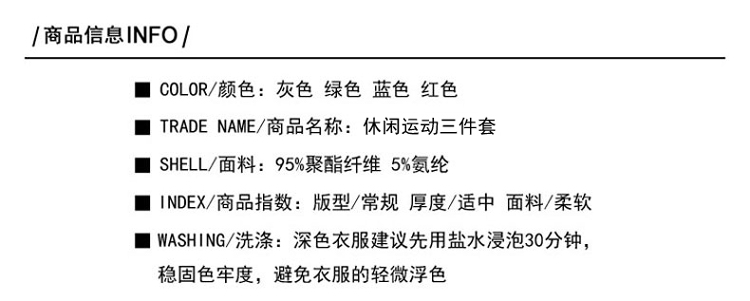 /商品信息INFO/
■ COLOR/颜色：灰色 绿色 蓝色 红色
■ TRADE NAME/商品名称：休闲运动三件套
■ SHELL/面料：95%聚酯纤维 5%氨纶
■ INDEX/商品指数：版型/常规 厚度/适中 面料/柔软
■ WASHING/洗涤：深色衣服建议先用盐水浸泡30分钟，
稳固色牢度，避免衣服的轻微浮色